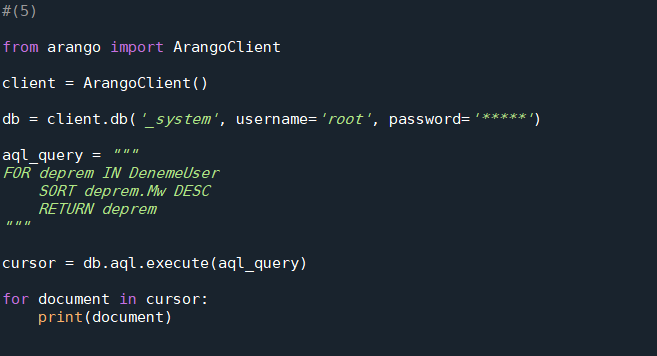 #(5)
from arango import ArangoClient
client = ArangoClient()
db = client.db('_system', username='root', password='*****')
aql_query = """
FOR deprem IN DenemeUser
    SORT deprem.Mw DESC
    RETURN deprem
"""
cursor = db.aql.execute(aql_query)
for document in cursor:
    print(document)